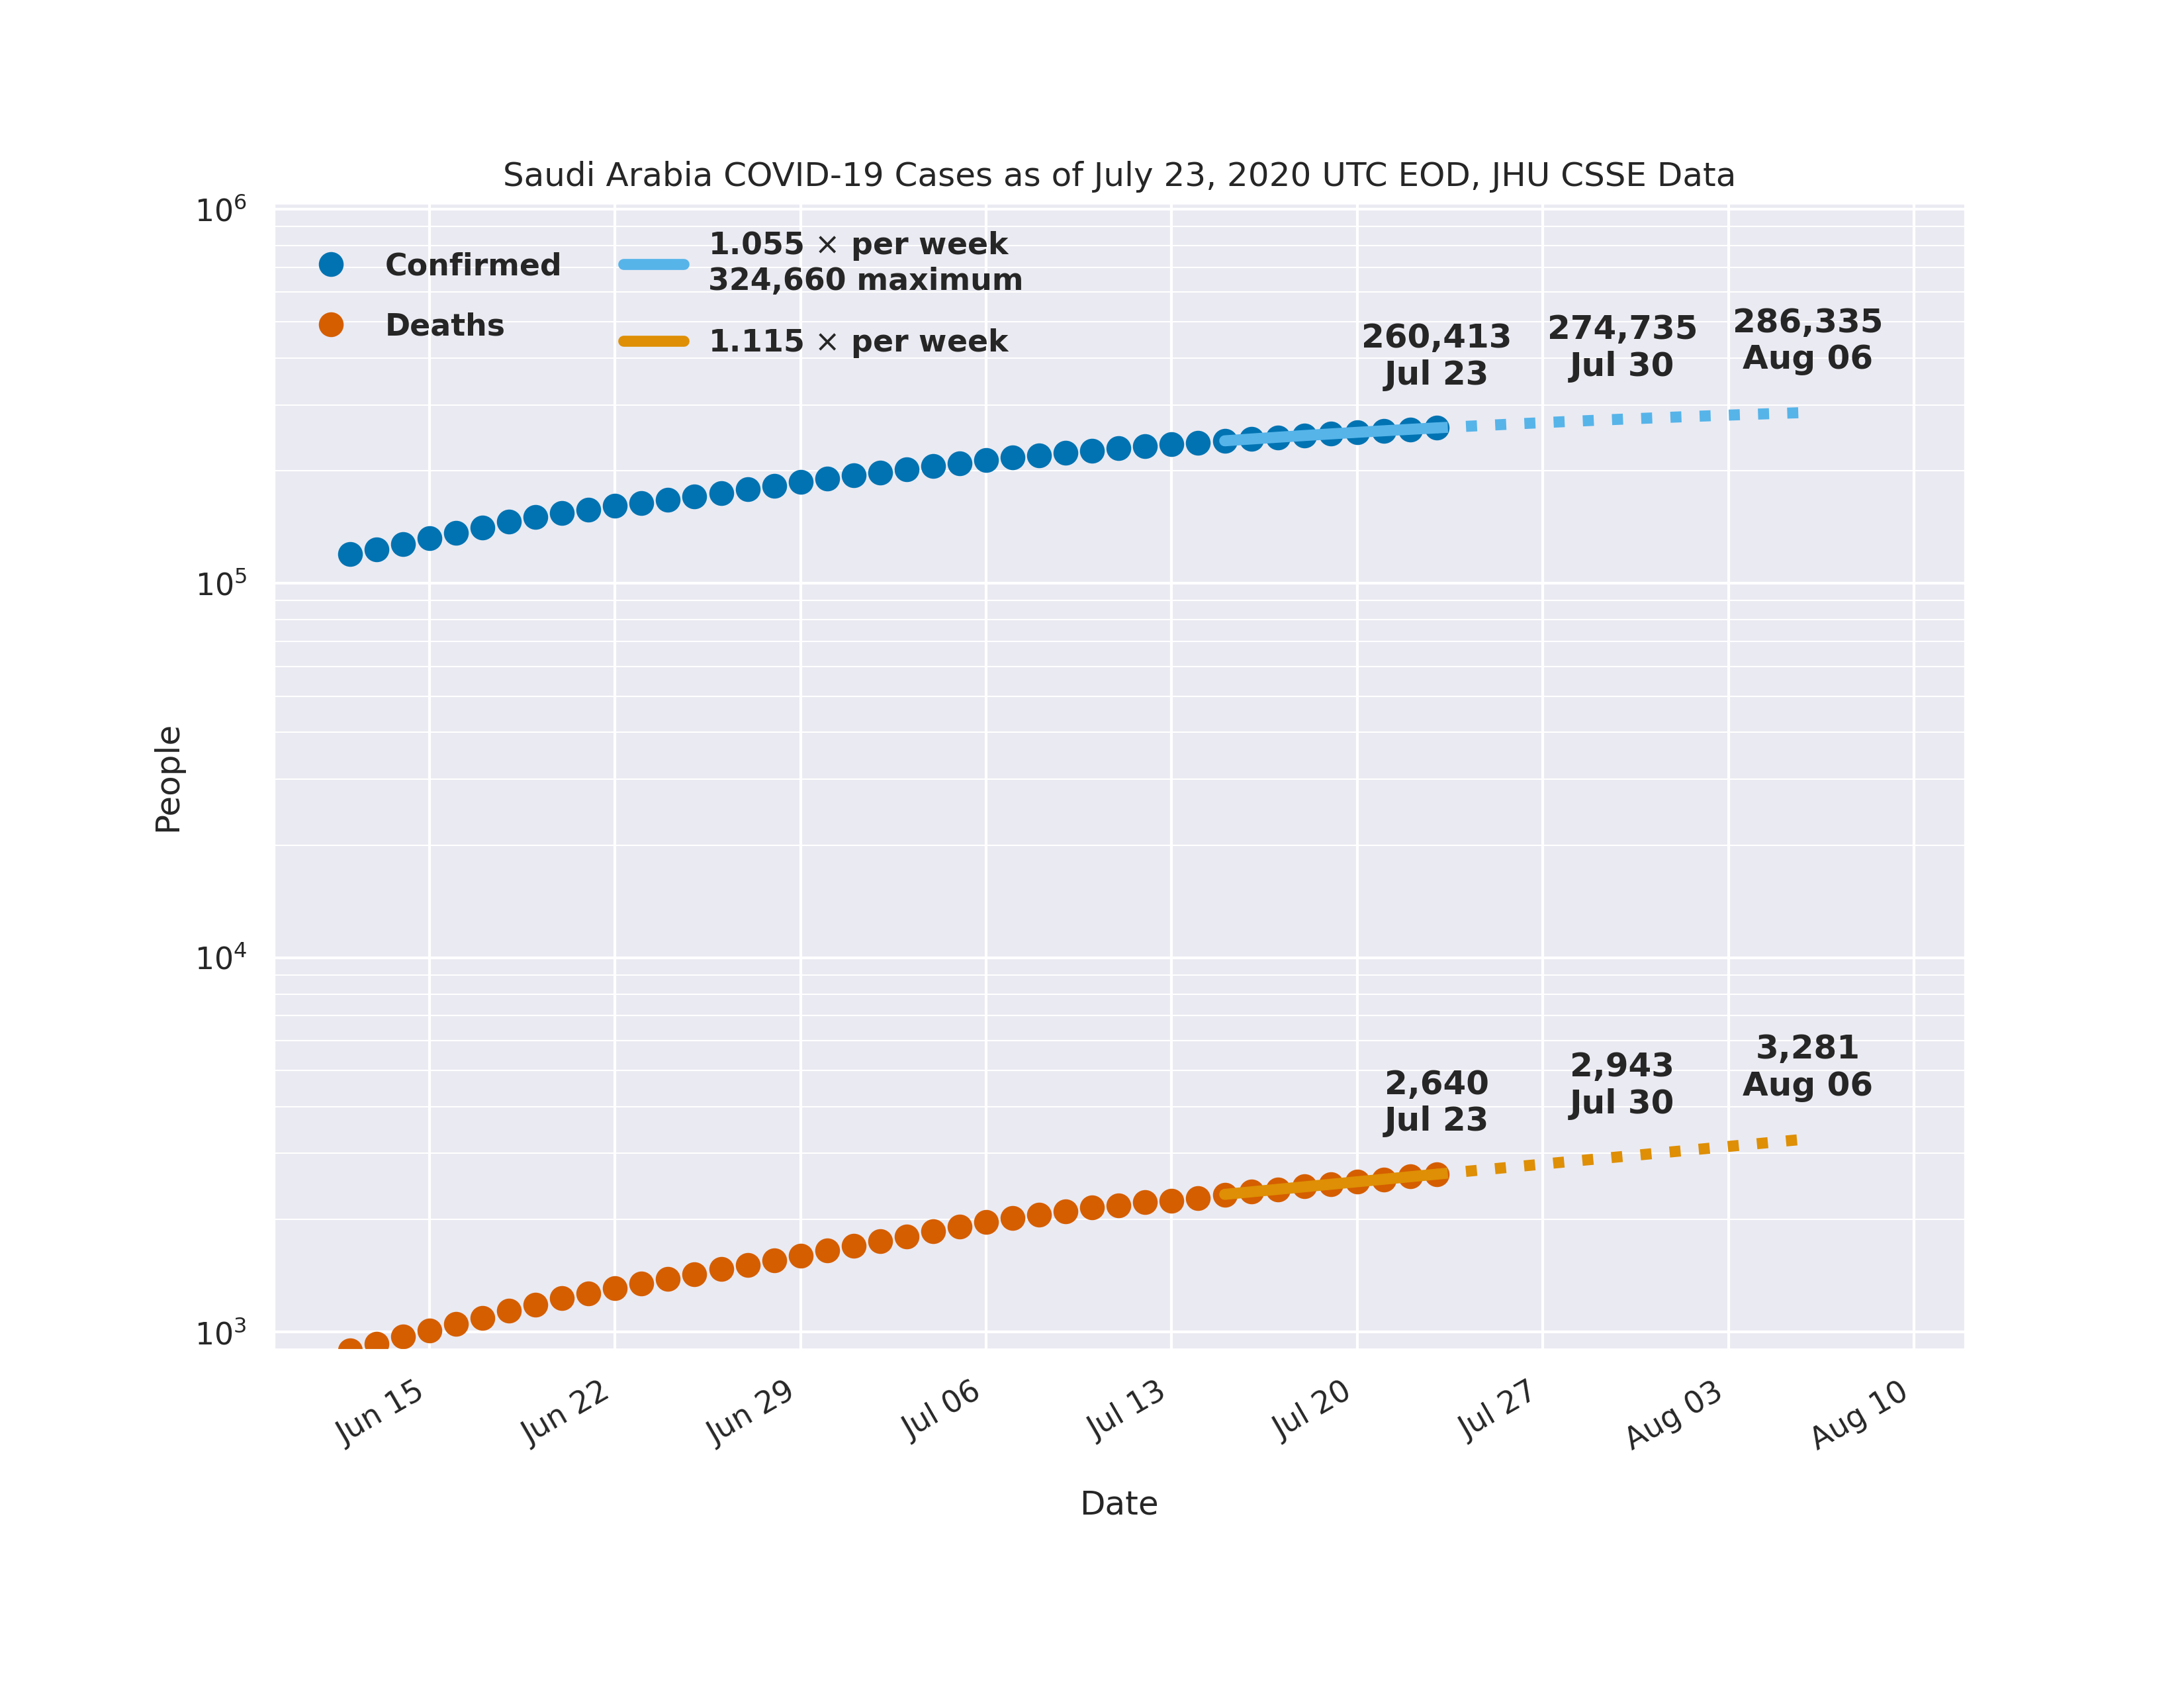 Saudi Arabia COVID-19 Cases as of July 23, 2020 UTC EOD, JHU CSSE Data
Confirmed
Deaths
1.055 × per week
324,660 maximum
1.115 × per week
260,413
Jul 23
274,735
Jul 30
286,335
Aug 06
2,640
Jul 23
2,943
Jul 30
3,281
Aug 06
People
10⁶
10⁵
10⁴
10³
Jun 15
Jun 22
Jun 29
Jul 06
Jul 13
Jul 20
Jul 27
Aug 03
Aug 10
Date